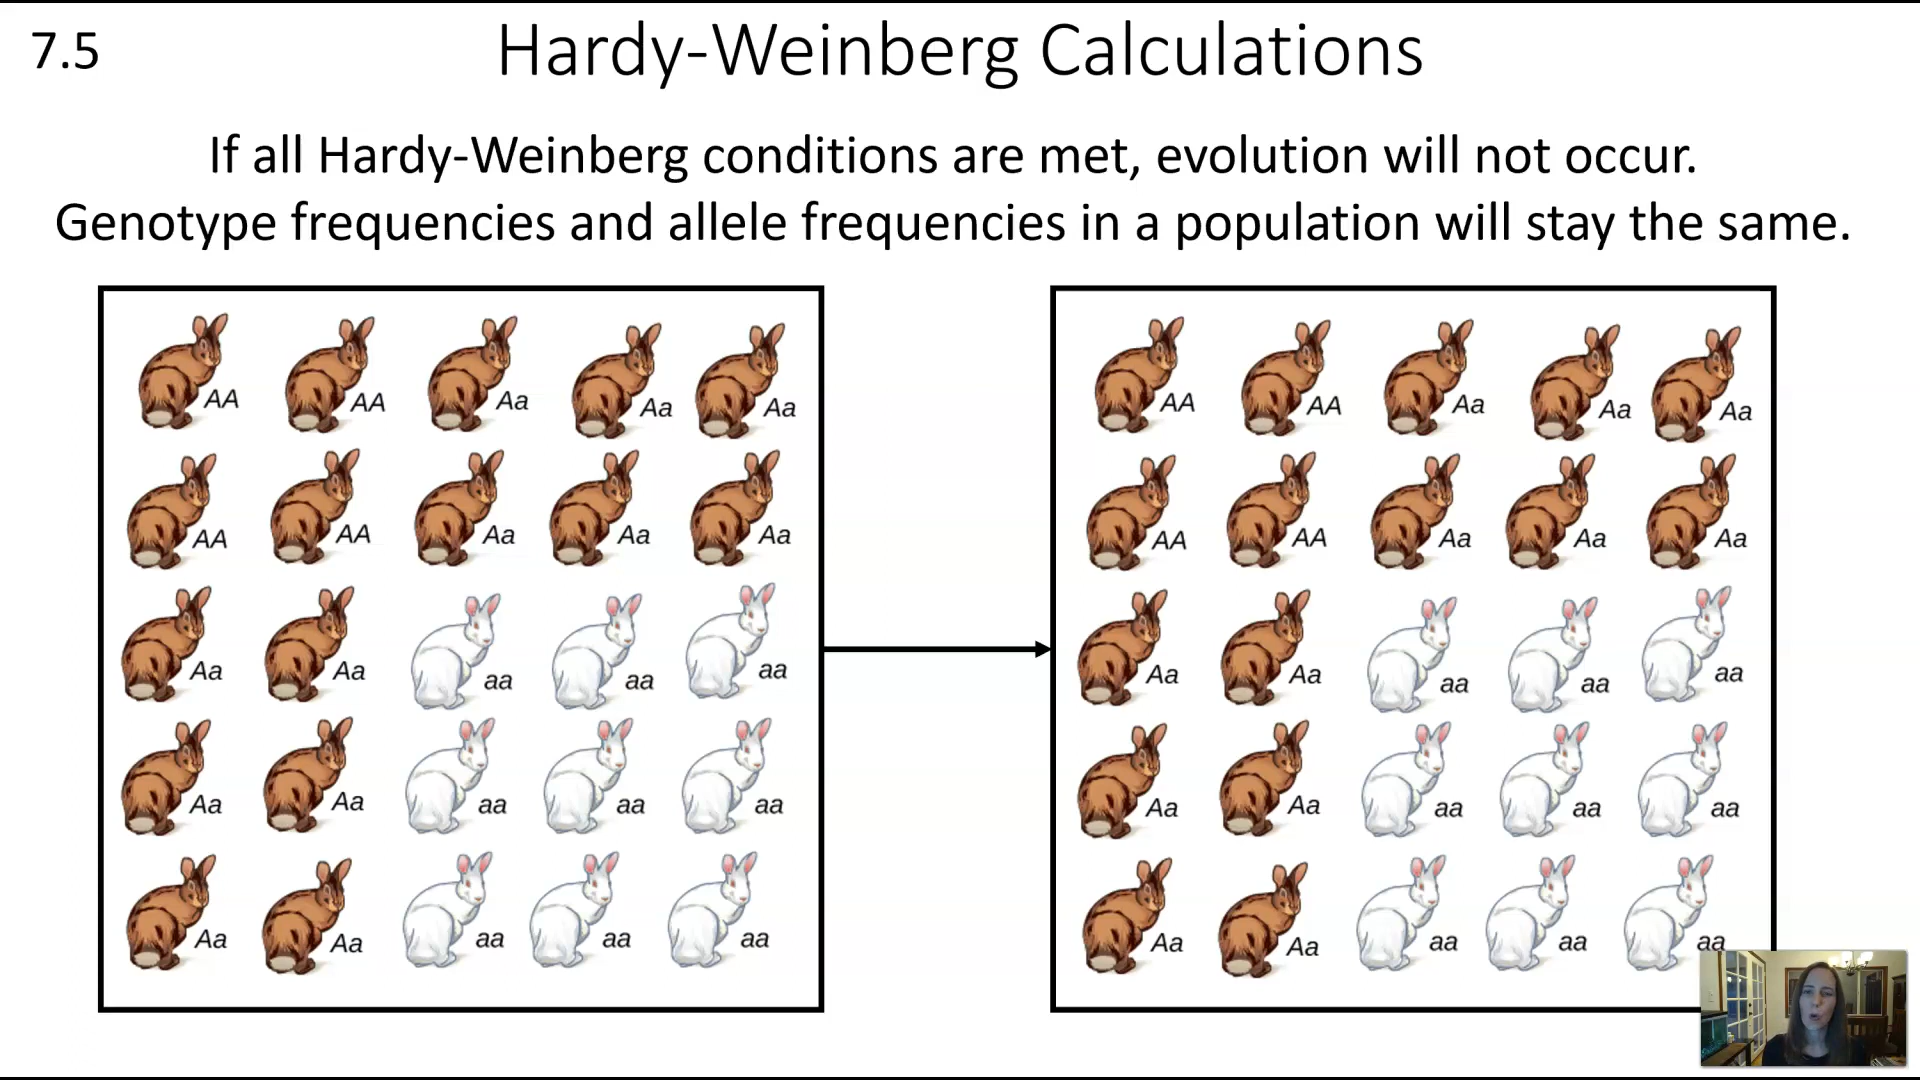 7.5
Hardy-Weinberg Calculations
If all Hardy-Weinberg conditions are met, evolution will not occur.
Genotype frequencies and allele frequencies in a population will stay the same.
AA AA Aa Aa Aa
AA AA Aa Aa Aa
Aa Aa aa aa aa
Aa Aa aa aa aa
Aa Aa aa aa aa
AA AA Aa Aa Aa
AA AA Aa Aa Aa
Aa Aa aa aa aa
Aa Aa aa aa aa
Aa Aa aa aa aa